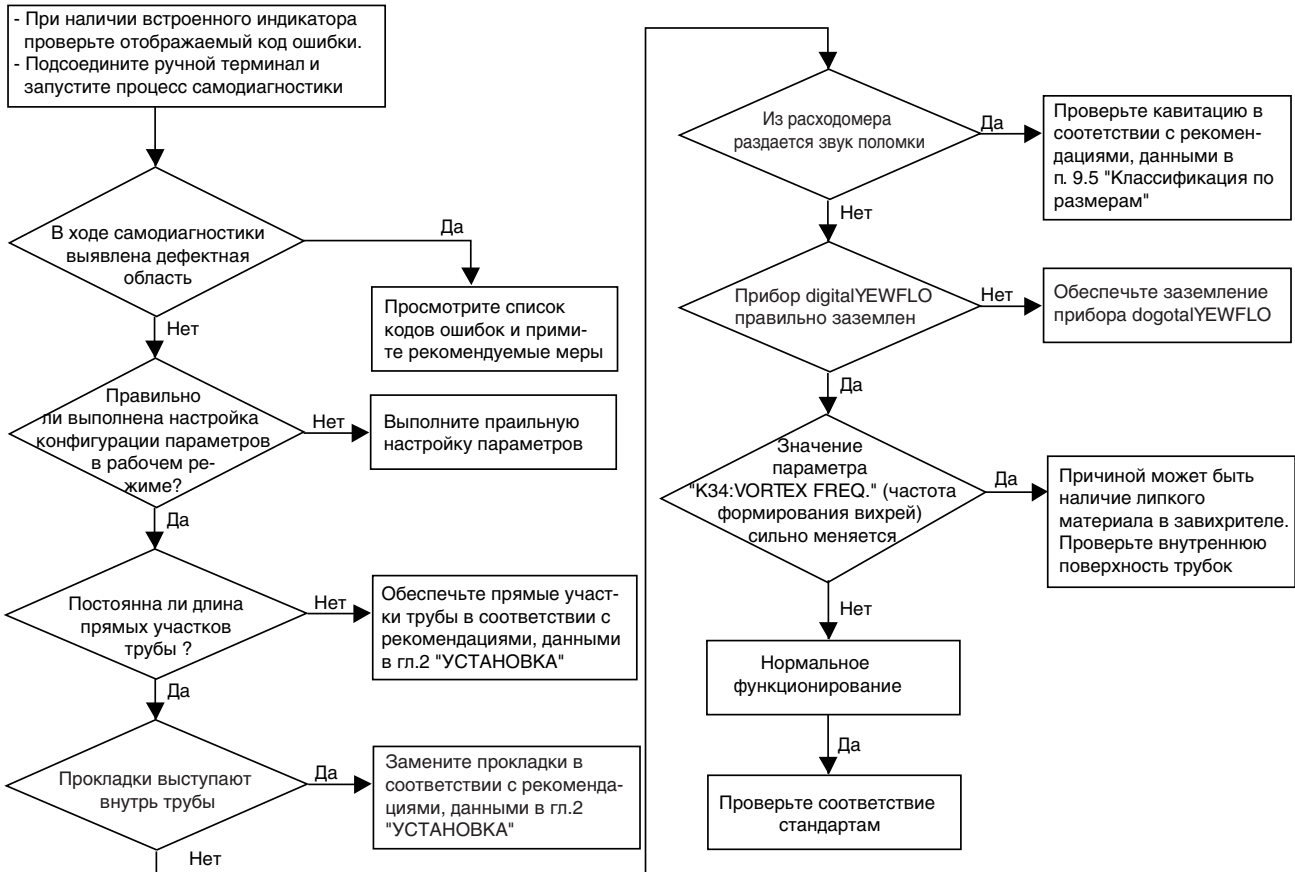 - При наличии встроенного индикатора
проверьте отображаемый код ошибки.
- Подсоедините ручной терминал и
запустите процесс самодиагностики
В ходе самодиагностики
выявлена дефектная
область
Да
Просмотрите список
кодов ошибок и прими-
те рекомендуемые меры
Нет
Правильно
ли выполнена настройка
конфигурации параметров
в рабочем ре-
жиме?
Нет
Выполните праильную
настройку параметров
Да
Постоянна ли длина
прямых участков
трубы ?
Нет
Обеспечьте прямые участ-
ки трубы в соответствии с
рекомендациями, данными
в гл.2 "УСТАНОВКА"
Да
Прокладки выступают
внутрь трубы
Да
Замените прокладки в
соответствии с рекоменда-
циями, данными в гл.2
"УСТАНОВКА"
Нет
Из расходомера
раздается звук поломки
Да
Проверьте кавитацию в
соотетствии с рекомен-
дациями, данными в
п. 9.5 "Классификация по
размерам"
Нет
Прибор digitalYEWFLO
правильно заземлен
Нет
Обеспечьте заземление
прибора dogotalYEWFLO
Да
Значение
параметра
"K34:VORTEX FREQ." (частота
формирования вихрей)
сильно меняется
Да
Причиной может быть
наличие липкого
материала в завихрителе.
Проверьте внутреннюю
поверхность трубок
Нет
Нормальное
функционирование
Да
Проверьте соответствие
стандартам